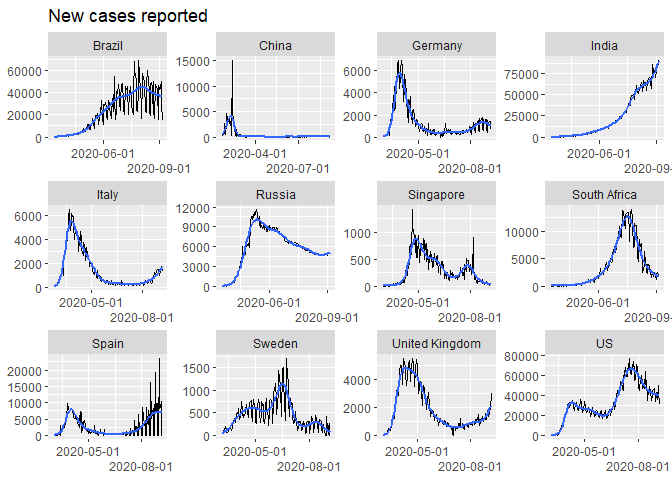 New cases reported
Brazil China Germany India
60000 40000 20000 0
15000 10000 5000 0
6000 4000 2000 0
75000 50000 25000 0
2020-06-01 2020-04-01 2020-05-01 2020-06-01
2020-09-01 2020-07-01 2020-08-01 2020-09-
Italy Russia Singapore South Africa
6000 4000 2000 0
12000 9000 6000 3000 0
1000 500 0
10000 5000 0
2020-05-01 2020-06-01 2020-05-01 2020-06-01
2020-08-01 2020-09-01 2020-08-01 2020-09-
Spain Sweden United Kingdom US
20000 15000 10000 5000 0
1500 1000 500 0
4000 2000 0
80000 60000 40000 20000 0
2020-05-01 2020-05-01 2020-05-01 2020-05-01
2020-08-01 2020-08-01 2020-08-01 2020-08-01